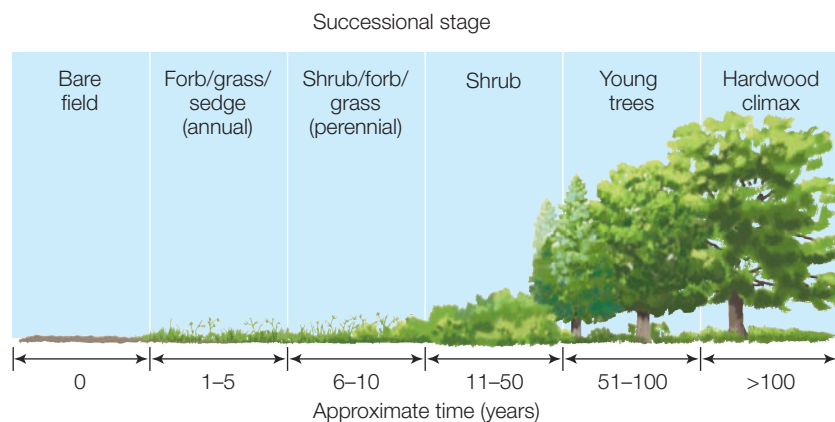 Successional stage
Bare
field
Forb/grass/
sedge
(annual)
Shrub/forb/
grass
(perennial)
Shrub
Young
trees
Hardwood
climax
0
1–5
6–10
11–50
51–100
>100
Approximate time (years)